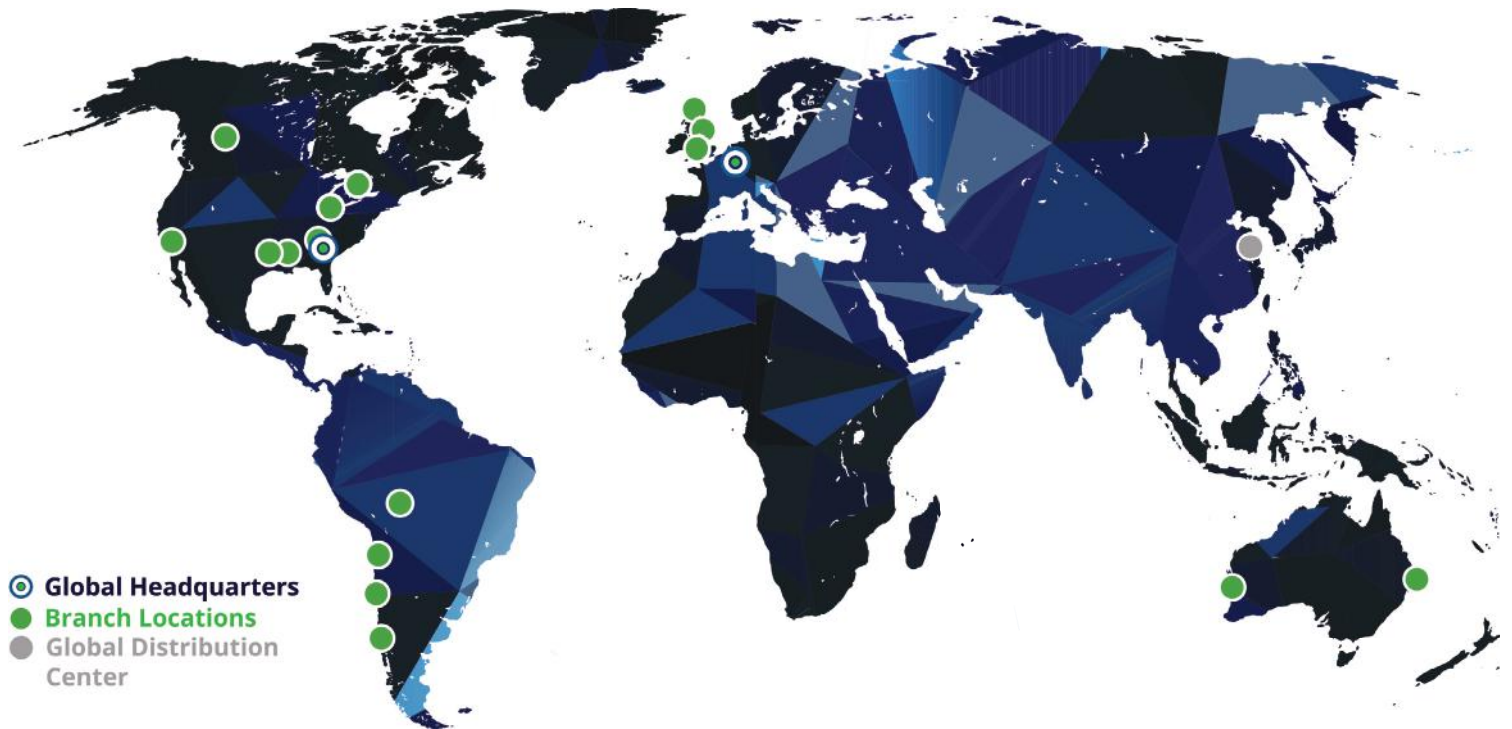 Global Headquarters
Branch Locations
Global Distribution
Center